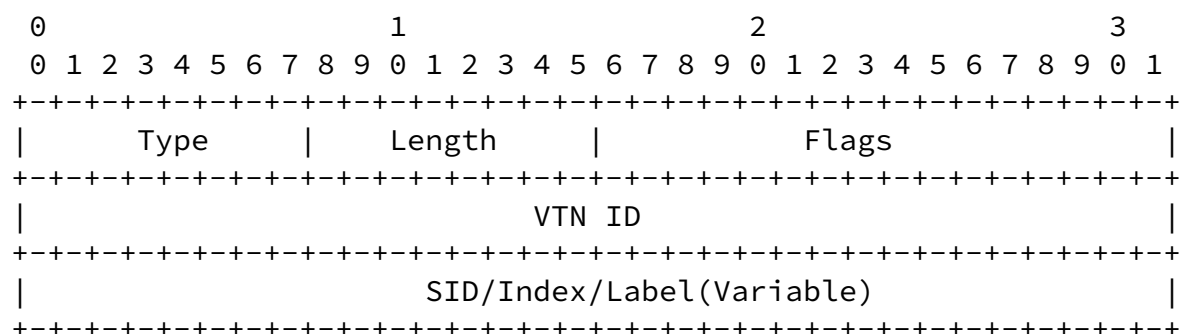 0                   1                   2                   3
 0 1 2 3 4 5 6 7 8 9 0 1 2 3 4 5 6 7 8 9 0 1 2 3 4 5 6 7 8 9 0 1
+-+-+-+-+-+-+-+-+-+-+-+-+-+-+-+-+-+-+-+-+-+-+-+-+-+-+-+-+-+-+-+-+
|      Type     |    Length     |           Flags               |
+-+-+-+-+-+-+-+-+-+-+-+-+-+-+-+-+-+-+-+-+-+-+-+-+-+-+-+-+-+-+-+-+
|                            VTN ID                             |
+-+-+-+-+-+-+-+-+-+-+-+-+-+-+-+-+-+-+-+-+-+-+-+-+-+-+-+-+-+-+-+-+
|                      SID/Index/Label(Variable)                |
+-+-+-+-+-+-+-+-+-+-+-+-+-+-+-+-+-+-+-+-+-+-+-+-+-+-+-+-+-+-+-+-+